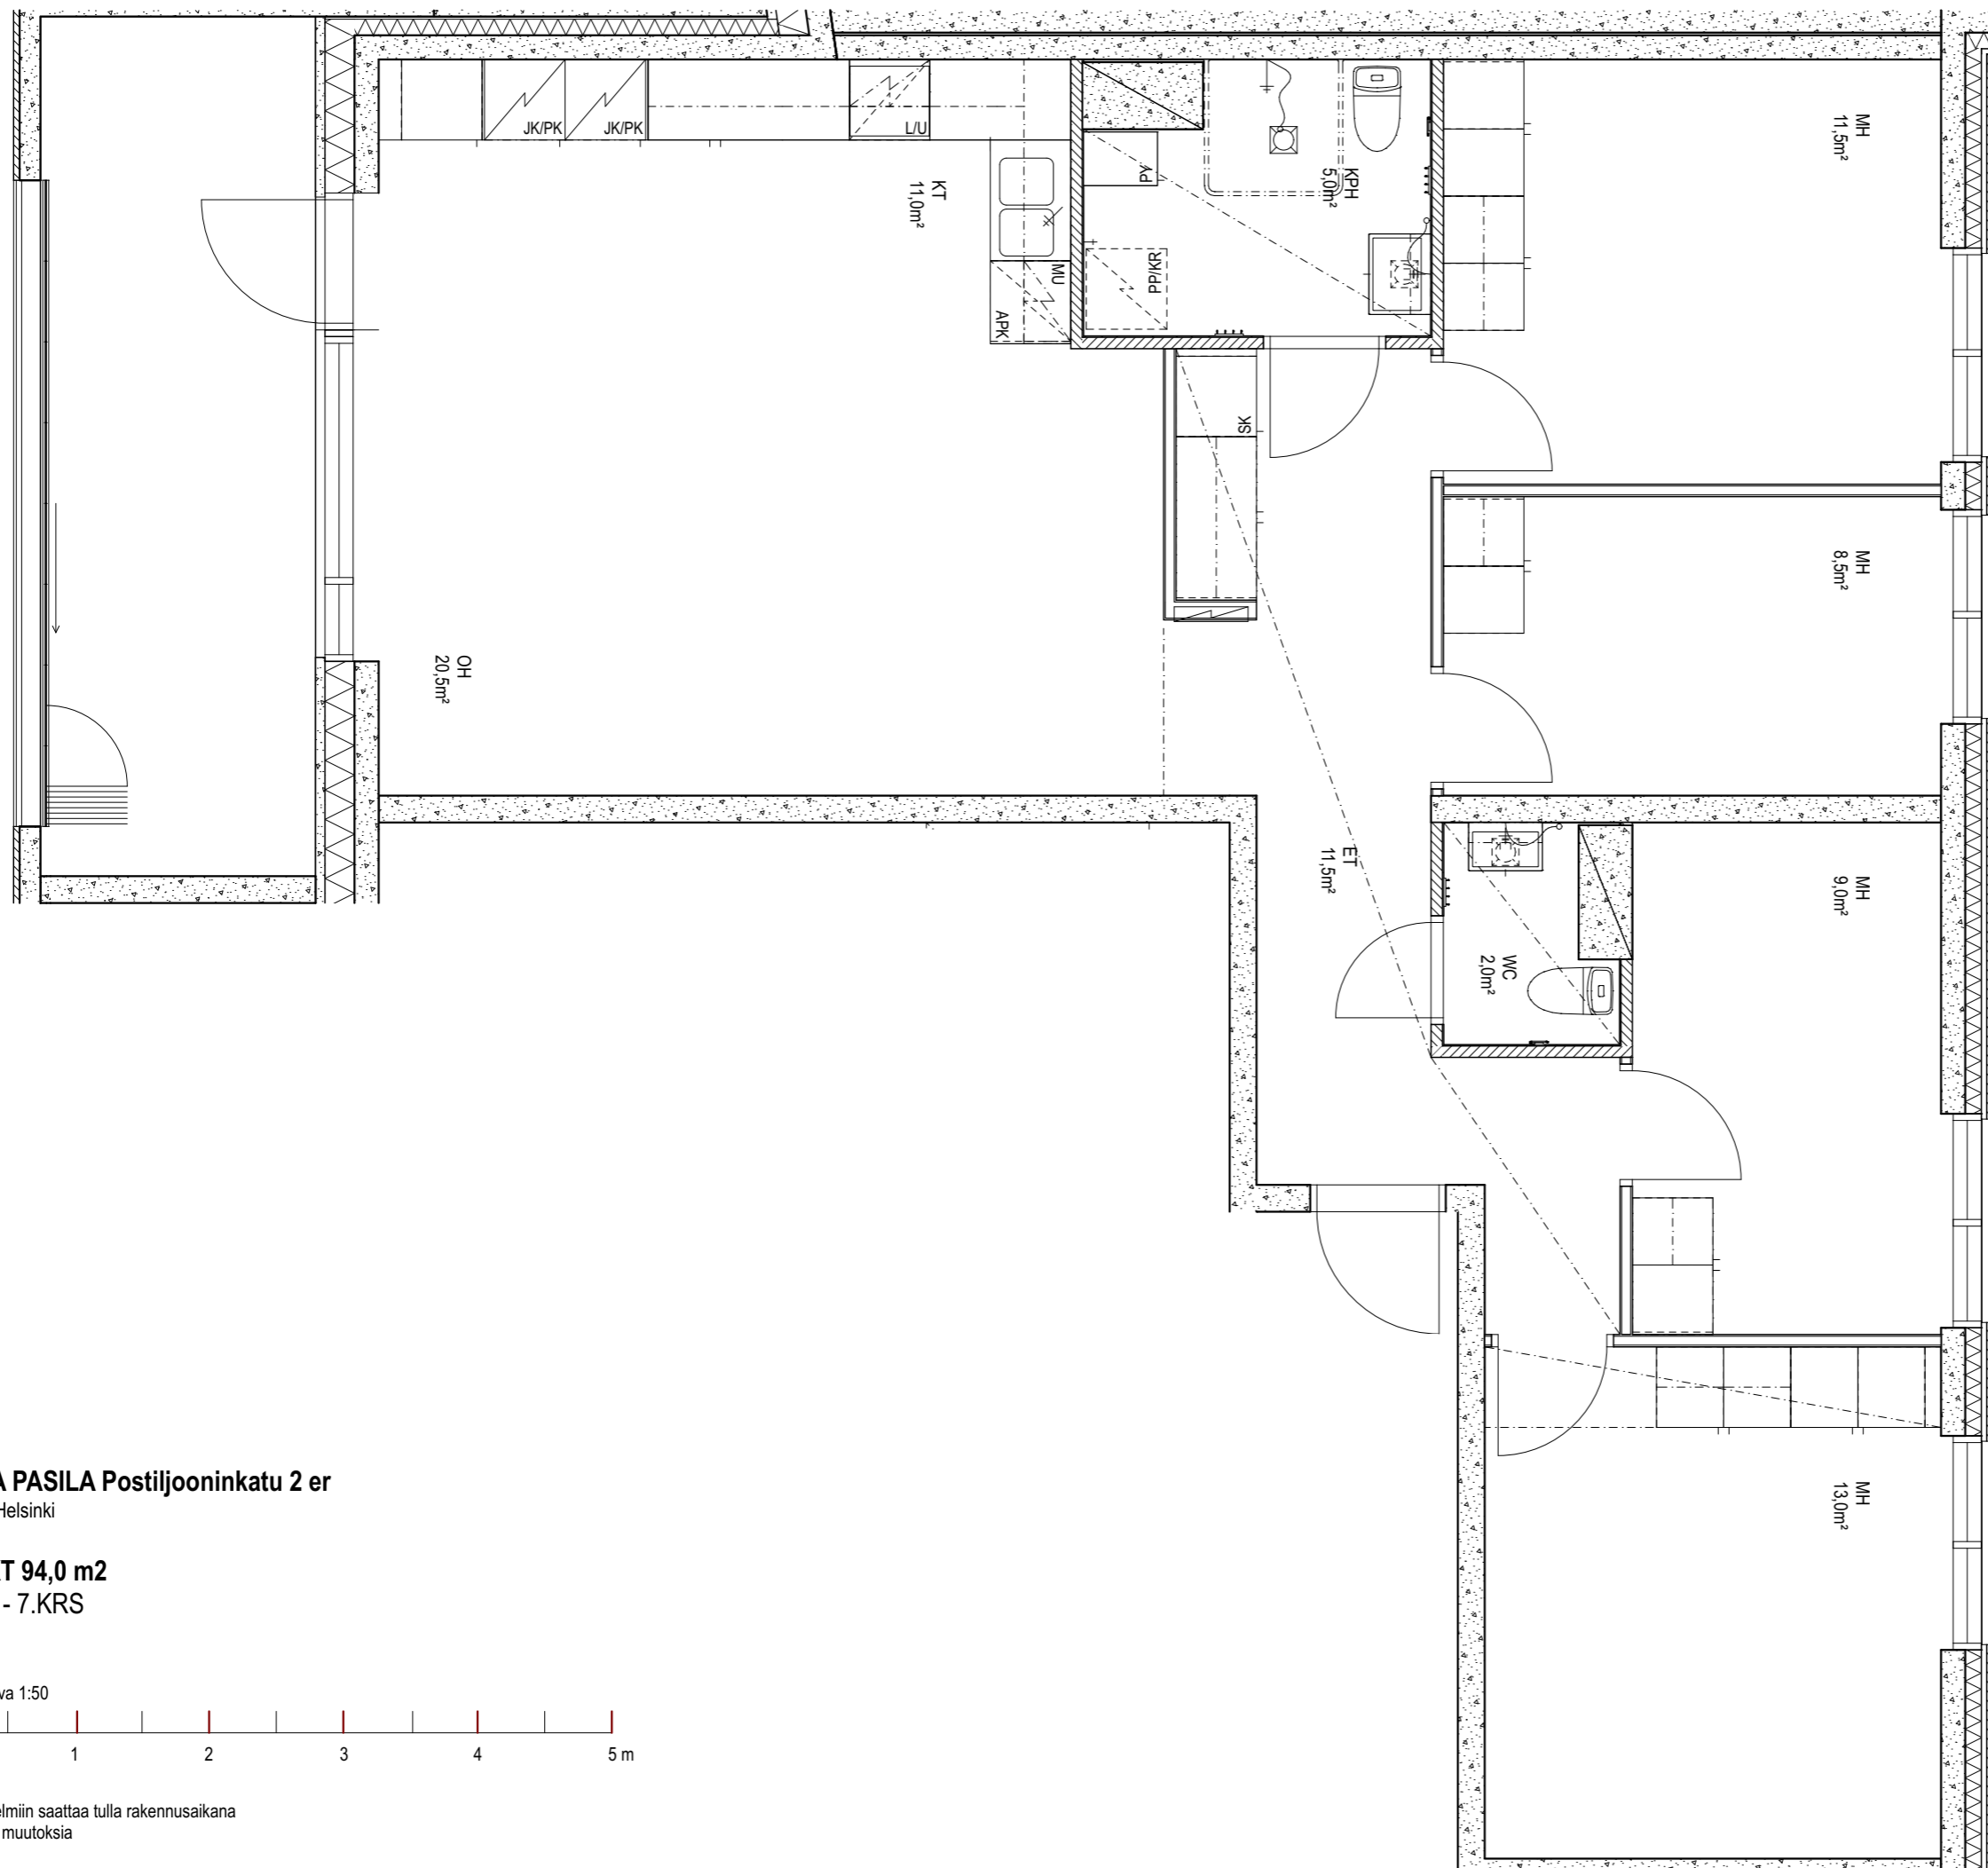 JK/PK
JK/PK
L/U
KT
11,0m²
MU
APK
PY
PP/KR
KPH
5,0m²
MH
11,5m²
SK
MH
8,5m²
OH
20,5m²
ET
11,5m²
WC
2,0m²
MH
9,0m²
MH
13,0m²
A PASILA Postiljooninkatu 2 er
Helsinki
KT 94,0 m2
- 7.KRS
va 1:50
1 2 3 4 5 m
elmiin saattaa tulla rakennusaikana
muutoksia